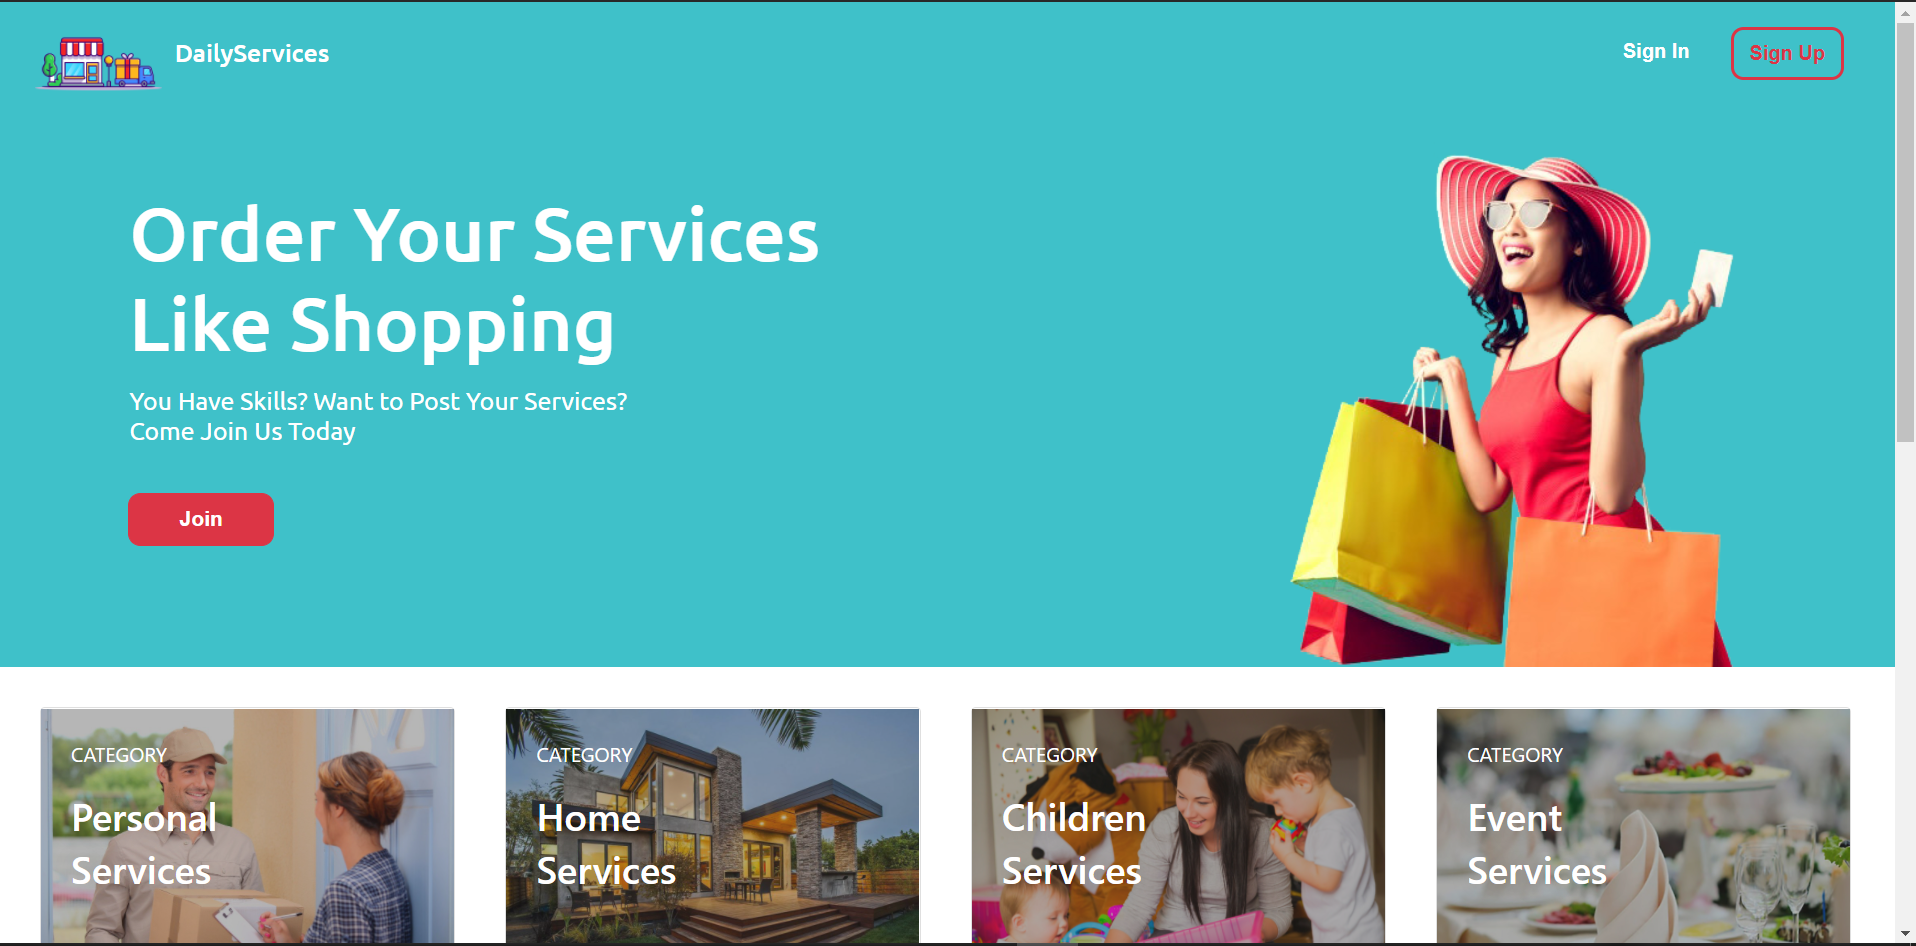 DailyServices
Sign In
Sign Up
Order Your Services
Like Shopping
You Have Skills? Want to Post Your Services?
Come Join Us Today
Join
CATEGORY
Personal
Services
CATEGORY
Home
Services
CATEGORY
Children
Services
CATEGORY
Event
Services